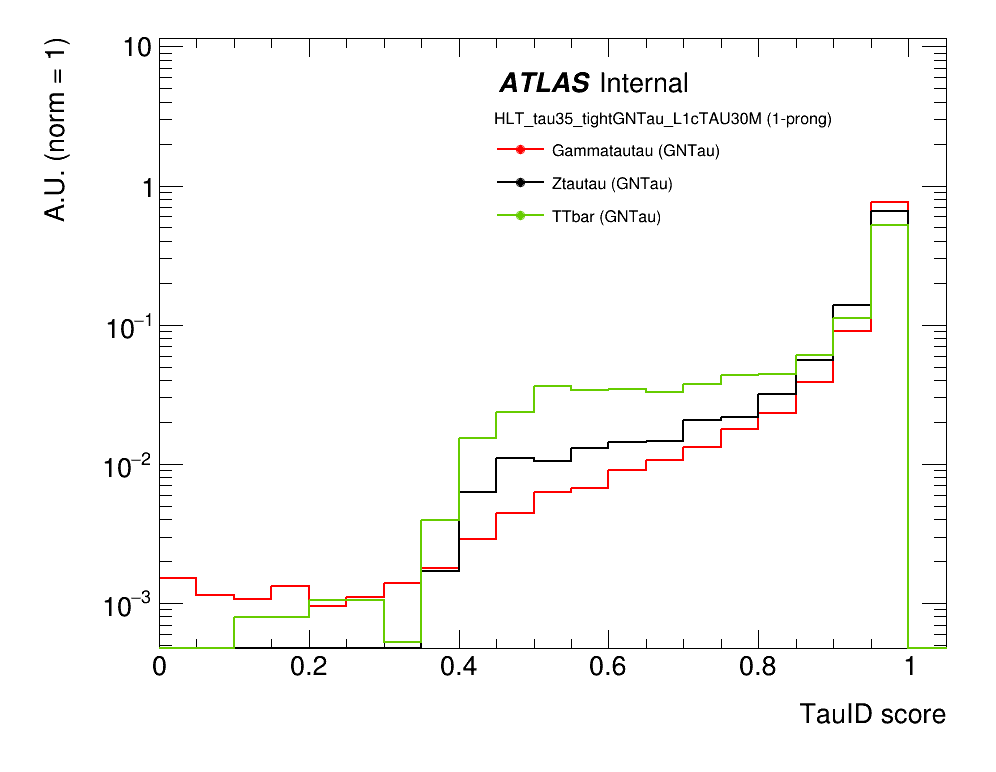 A.U. (norm = 1)
10
1
10⁻¹
10⁻²
10⁻³
ATLAS Internal
HLT_tau35_tightGNTau_L1cTAU30M (1-prong)
Gammatautau (GNTau)
Ztautau (GNTau)
TTbar (GNTau)
0 0.2 0.4 0.6 0.8 1
TauID score